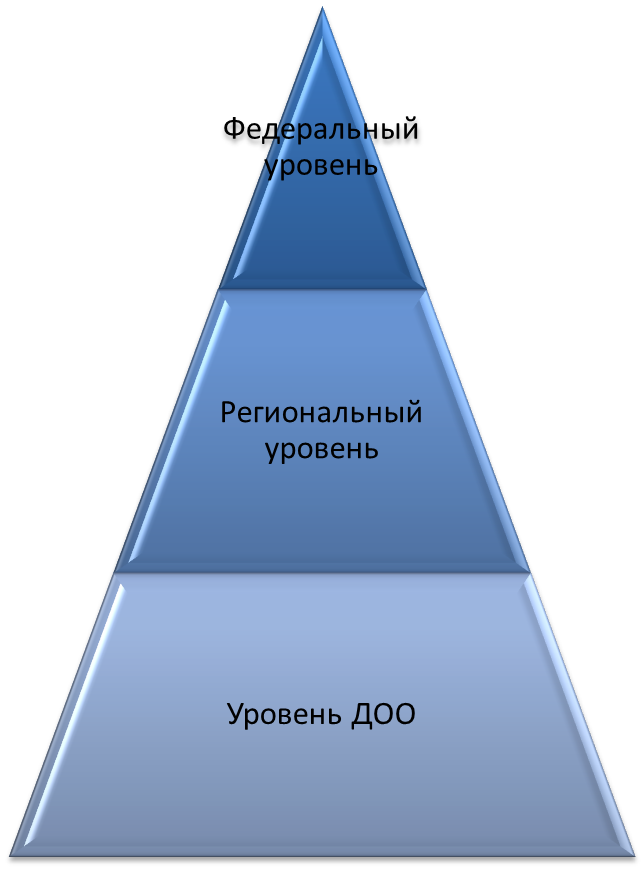 Федеральный
уровень
Региональный
уровень
Уровень ДОО